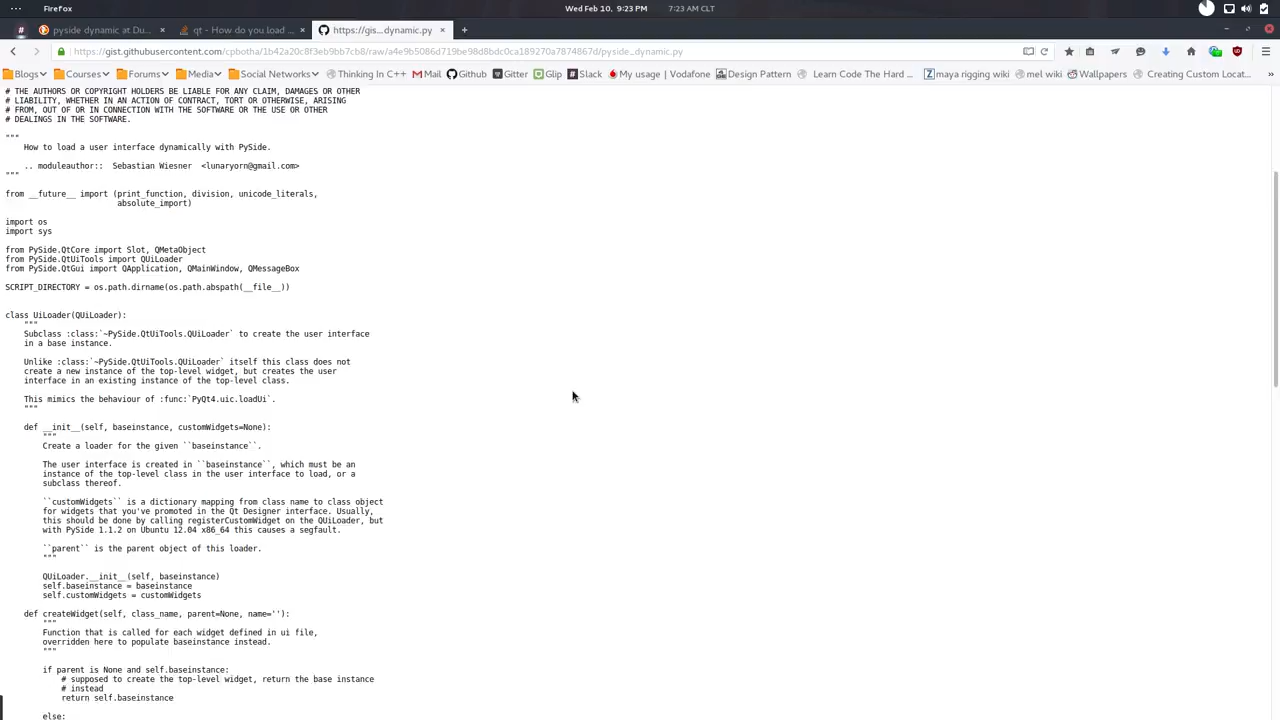 FireFox
Wed Feb 10, 9:23 PM 7:23 AM CLT
pyside dynamic at Du... × qt - How do you load ... × https://gis...dynamic.py × +
https://gist.githubusercontent.com/cpbotha/1b42a20c8f3eb9bb7cb8/raw/a4e9b5086d719be98d8bdc0ca189270a7874867d/pyside_dynamic.py
Blogs Courses Forums Media Social Networks Thinking In C++ Mail Github Gitter Glip Slack My usage | Vodafone Design Pattern Learn Code The Hard ... maya rigging wiki mel wiki Wallpapers Creating Custom Locat... »
# THE AUTHORS OR COPYRIGHT HOLDERS BE LIABLE FOR ANY CLAIM, DAMAGES OR OTHER
# LIABILITY, WHETHER IN AN ACTION OF CONTRACT, TORT OR OTHERWISE, ARISING
# FROM, OUT OF OR IN CONNECTION WITH THE SOFTWARE OR THE USE OR OTHER
# DEALINGS IN THE SOFTWARE.
"""
How to load a user interface dynamically with PySide.
.. moduleauthor:: Sebastian Wiesner <lunaryorn@gmail.com>
"""
from __future__ import (print_function, division, unicode_literals,
absolute_import)
import os
import sys
from PySide.QtCore import Slot, QMetaObject
from PySide.QtUiTools import QUiLoader
from PySide.QtGui import QApplication, QMainWindow, QMessageBox
SCRIPT_DIRECTORY = os.path.dirname(os.path.abspath(__file__))
class UiLoader(QUiLoader):
"""
Subclass :class:`~PySide.QtUiTools.QUiLoader` to create the user interface
in a base instance.
Unlike :class:`~PySide.QtUiTools.QUiLoader` itself this class does not
create a new instance of the top-level widget, but creates the user
interface in an existing instance of the top-level class.
This mimics the behaviour of :func:`PyQt4.uic.loadUi`.
"""
def __init__(self, baseinstance, customWidgets=None):
"""
Create a loader for the given ``baseinstance``.
The user interface is created in ``baseinstance``, which must be an
instance of the top-level class in the user interface to load, or a
subclass thereof.
``customWidgets`` is a dictionary mapping from class name to class object
for widgets that you've promoted in the Qt Designer interface. Usually,
this should be done by calling registerCustomWidget on the QUiLoader, but
with PySide 1.1.2 on Ubuntu 12.04 x86_64 this causes a segfault.
``parent`` is the parent object of this loader.
"""
QUiLoader.__init__(self, baseinstance)
self.baseinstance = baseinstance
self.customWidgets = customWidgets
def createWidget(self, class_name, parent=None, name=''):
"""
Function that is called for each widget defined in ui file,
overridden here to populate baseinstance instead.
"""
if parent is None and self.baseinstance:
# supposed to create the top-level widget, return the base instance
# instead
return self.baseinstance
else: